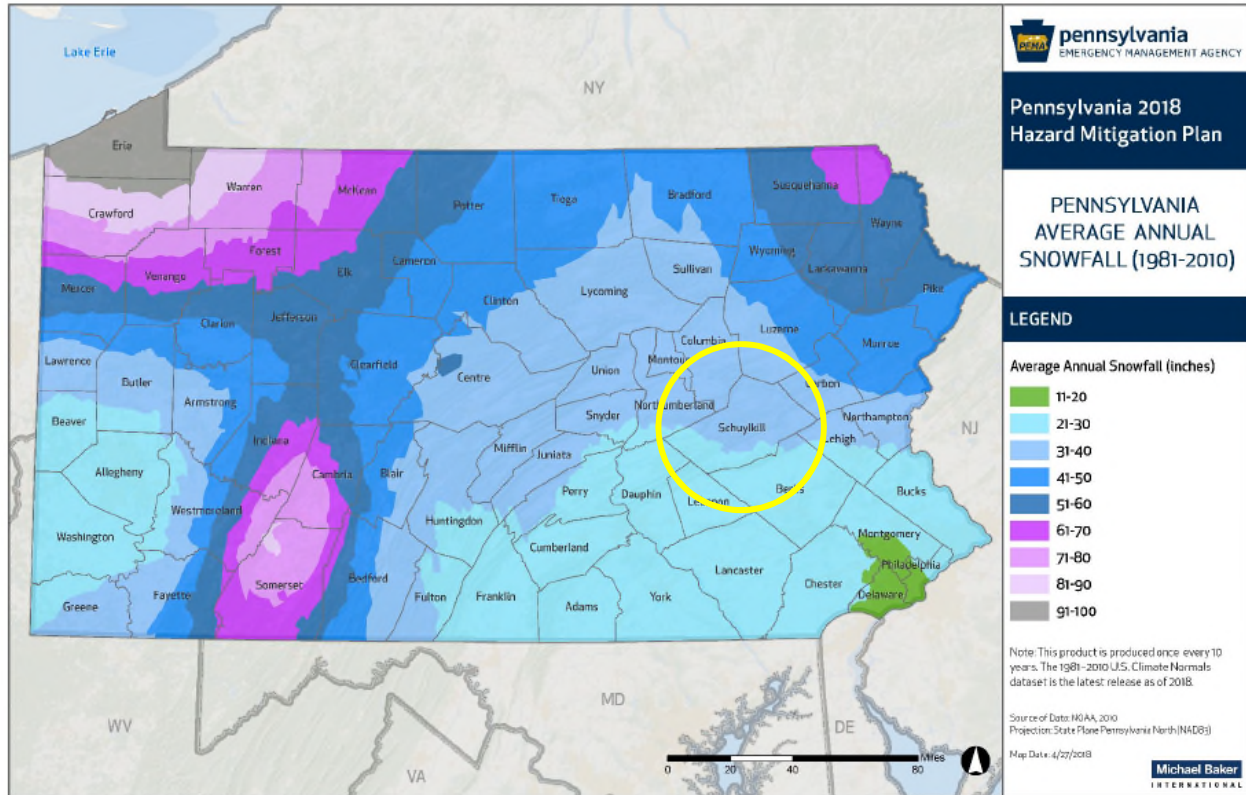 Lake Erie
NY
Erie
Warren
McKean
Crawford
Potter
Tioga
Bradford
Susquehanna
Wayne
Forest
Venango
Elk
Cameron
Sullivan
Wyoming
Lackawanna
Pike
Mercer
Clinton
Lycoming
Jefferson
Clarion
Luzerne
Monroe
Columbia
Montour
Lawrence
Butler
Clearfield
Centre
Union
Carbon
Armstrong
Snyder
Northumberland
Northampton
Beaver
Schuylkill
NJ
Indiana
Mifflin
Juniata
Lehigh
Allegheny
Cambria
Blair
Perry
Dauphin
Lebanon
Berks
Bucks
Westmoreland
Huntingdon
Washington
Cumberland
Montgomery
Philadelphia
Lancaster
Somerset
Bedford
Fulton
Franklin
Adams
York
Chester
Delaware
Greene
Fayette
WV
MD
DE
VA
0 20 40 80
Miles
pennsylvania
PEMA
EMERGENCY MANAGEMENT AGENCY
Pennsylvania 2018
Hazard Mitigation Plan
PENNSYLVANIA
AVERAGE ANNUAL
SNOWFALL (1981-2010)
LEGEND
Average Annual Snowfall (inches)
11-20
21-30
31-40
41-50
51-60
61-70
71-80
81-90
91-100
Note: This product is produced once every 10
years. The 1981-2010 U.S. Climate Normals
dataset is the latest release as of 2018.
Source of Data: NOAA, 2010
Projection: State Plane Pennsylvania North (NAD83)
Map Date: 4/27/2018
Michael Baker
INTERNATIONAL